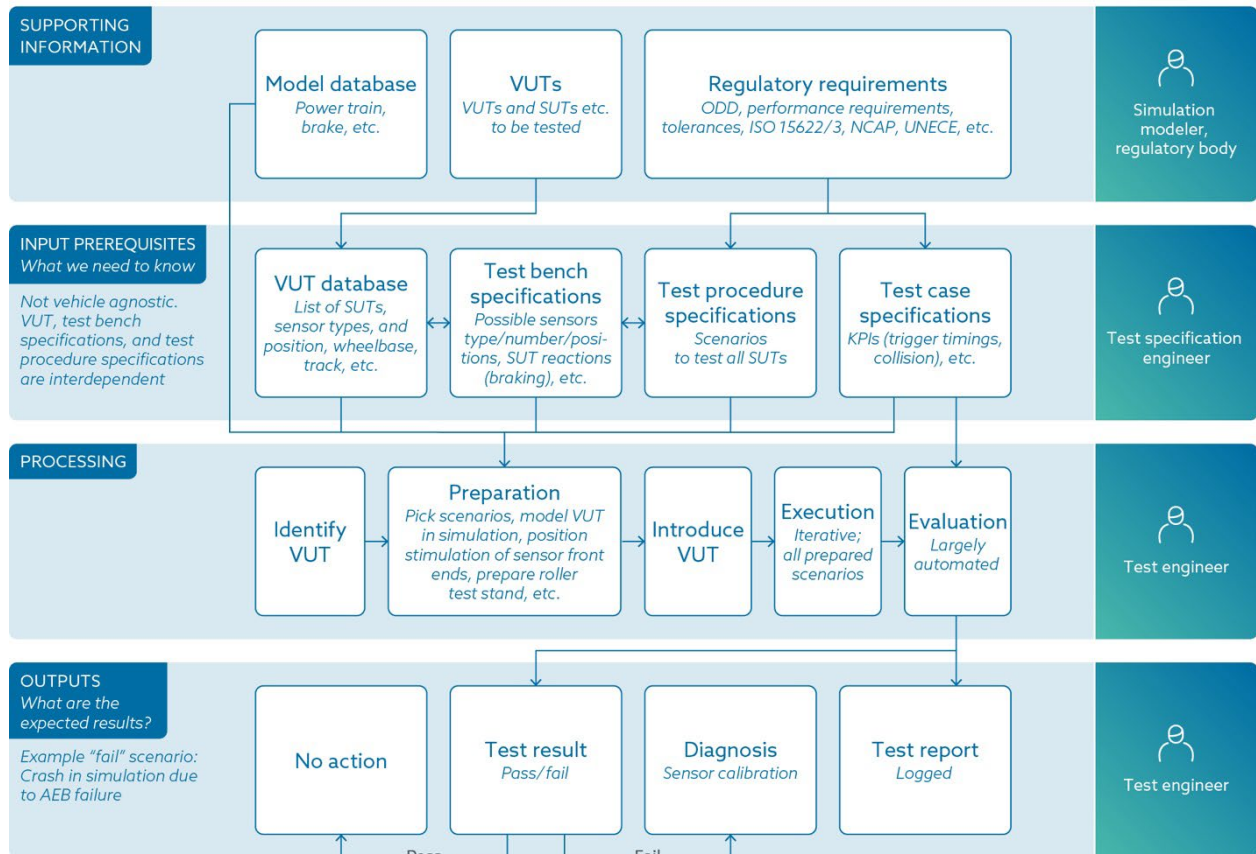 SUPPORTING
INFORMATION
Model database
Power train,
brake, etc.
VUTs
VUTs and SUTs etc.
to be tested
Regulatory requirements
ODD, performance requirements,
tolerances, ISO 15622/3, NCAP, UNECE, etc.
Simulation
modeler,
regulatory body
INPUT PREREQUISITES
What we need to know
Not vehicle agnostic.
VUT, test bench
specifications, and test
procedure specifications
are interdependent
VUT database
List of SUTs,
sensor types, and
position, wheelbase,
track, etc.
Test bench
specifications
Possible sensors
type/number/posi-
tions, SUT reactions
(braking), etc.
Test procedure
specifications
Scenarios
to test all SUTs
Test case
specifications
KPIs (trigger timings,
collision), etc.
Test specification
engineer
PROCESSING
Identify
VUT
Preparation
Pick scenarios, model VUT
in simulation, position
stimulation of sensor front
ends, prepare roller
test stand, etc.
Introduce
VUT
Execution
Iterative;
all prepared
scenarios
Evaluation
Largely
automated
Test engineer
OUTPUTS
What are the
expected results?
Example “fail” scenario:
Crash in simulation due
to AEB failure
No action
Test result
Pass/fail
Diagnosis
Sensor calibration
Test report
Logged
Test engineer
Pass
Fail